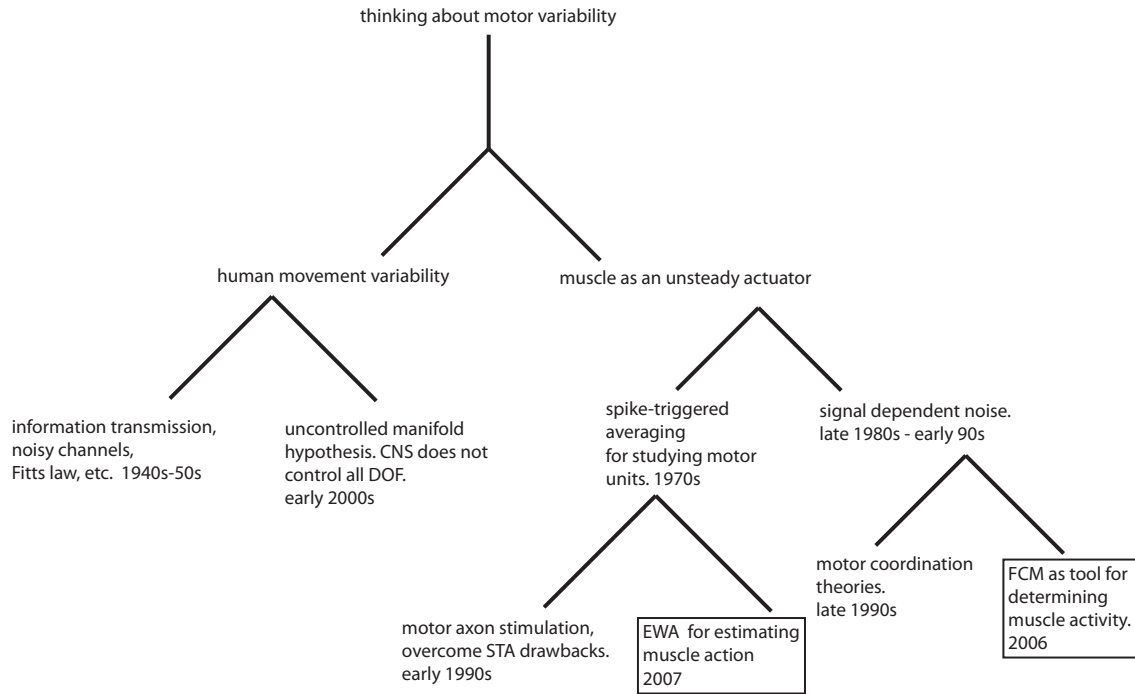 thinking about motor variability
human movement variability
muscle as an unsteady actuator
information transmission,
noisy channels,
Fitts law, etc. 1940s-50s
uncontrolled manifold
hypothesis. CNS does not
control all DOF.
early 2000s
spike-triggered
averaging
for studying motor
units. 1970s
signal dependent noise.
late 1980s - early 90s
motor axon stimulation,
overcome STA drawbacks.
early 1990s
EWA for estimating
muscle action
2007
motor coordination
theories.
late 1990s
FCM as tool for
determining
muscle activity.
2006